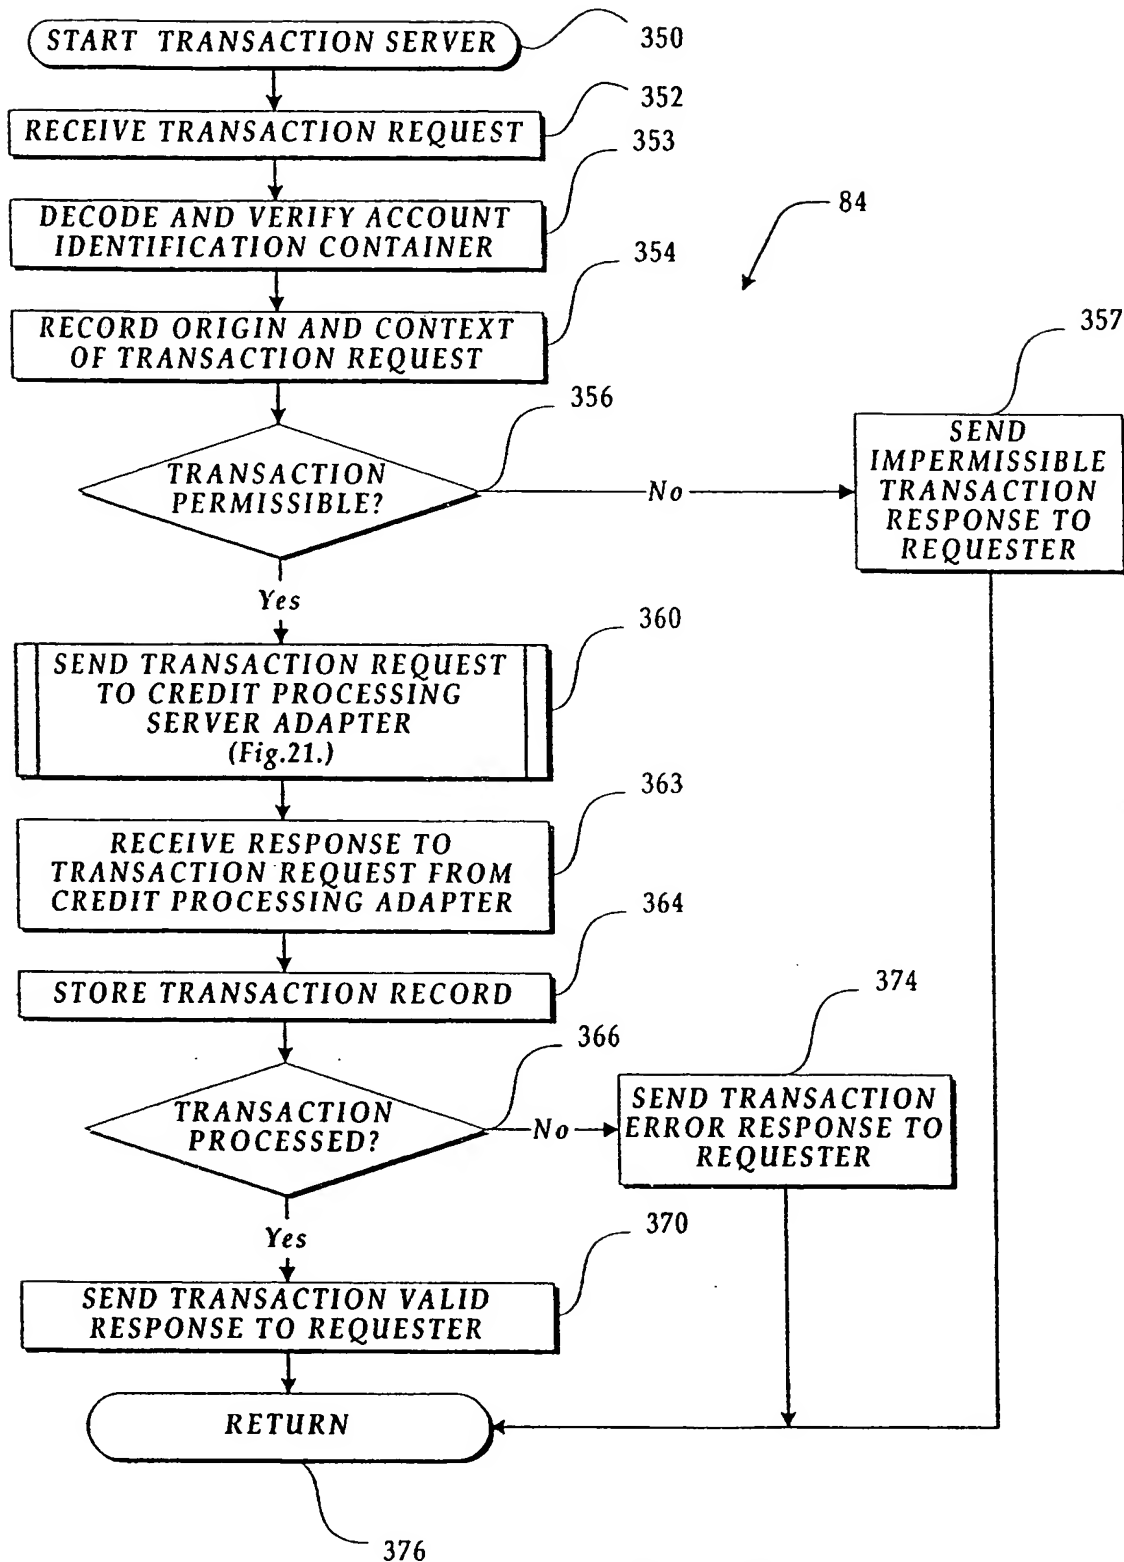 START TRANSACTION SERVER
350
RECEIVE TRANSACTION REQUEST
352
DECODE AND VERIFY ACCOUNT
IDENTIFICATION CONTAINER
353
84
RECORD ORIGIN AND CONTEXT
OF TRANSACTION REQUEST
354
TRANSACTION
PERMISSIBLE?
356
No
357
SEND
IMPERMISSIBLE
TRANSACTION
RESPONSE TO
REQUESTER
Yes
SEND TRANSACTION REQUEST
TO CREDIT PROCESSING
SERVER ADAPTER
(Fig.21.)
360
RECEIVE RESPONSE TO
TRANSACTION REQUEST FROM
CREDIT PROCESSING ADAPTER
363
STORE TRANSACTION RECORD
364
TRANSACTION
PROCESSED?
366
No
374
SEND TRANSACTION
ERROR RESPONSE TO
REQUESTER
Yes
SEND TRANSACTION VALID
RESPONSE TO REQUESTER
370
RETURN
376